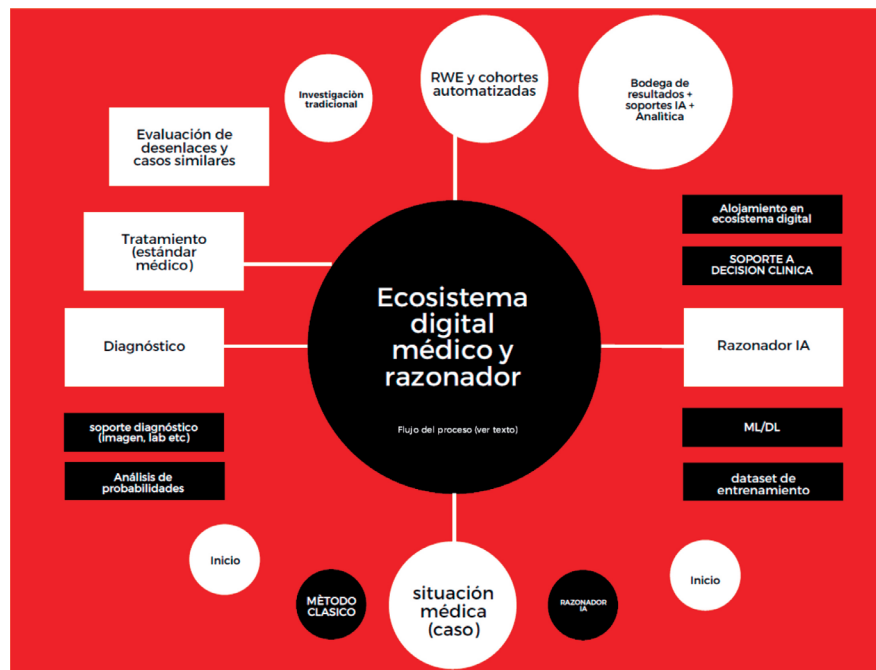 Investigaciòn
tradicional
RWE y cohortes
automatizadas
Bodega de
resultados +
soportes IA +
Analìtica
Evaluación de
desenlaces y
casos similares
Alojamiento en
ecosistema digital
Tratamiento
(estándar
médico)
SOPORTE A
DECISION CLINICA
Ecosistema
digital
médico y
razonador
Flujo del proceso (ver texto)
Diagnóstico
Razonador IA
soporte diagnóstico
(imagen, lab etc)
ML/DL
Análisis de
probabilidades
dataset de
entrenamiento
Inicio
MÈTODO
CLASICO
situación
médica
(caso)
RAZONADOR
IA
Inicio